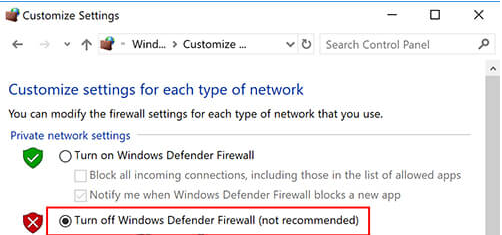 Customize Settings
Wind... Customize ...
Search Control Panel
Customize settings for each type of network
You can modify the firewall settings for each type of network that you use.
Private network settings
Turn on Windows Defender Firewall
Block all incoming connections, including those in the list of allowed apps
Notify me when Windows Defender Firewall blocks a new app
Turn off Windows Defender Firewall (not recommended)